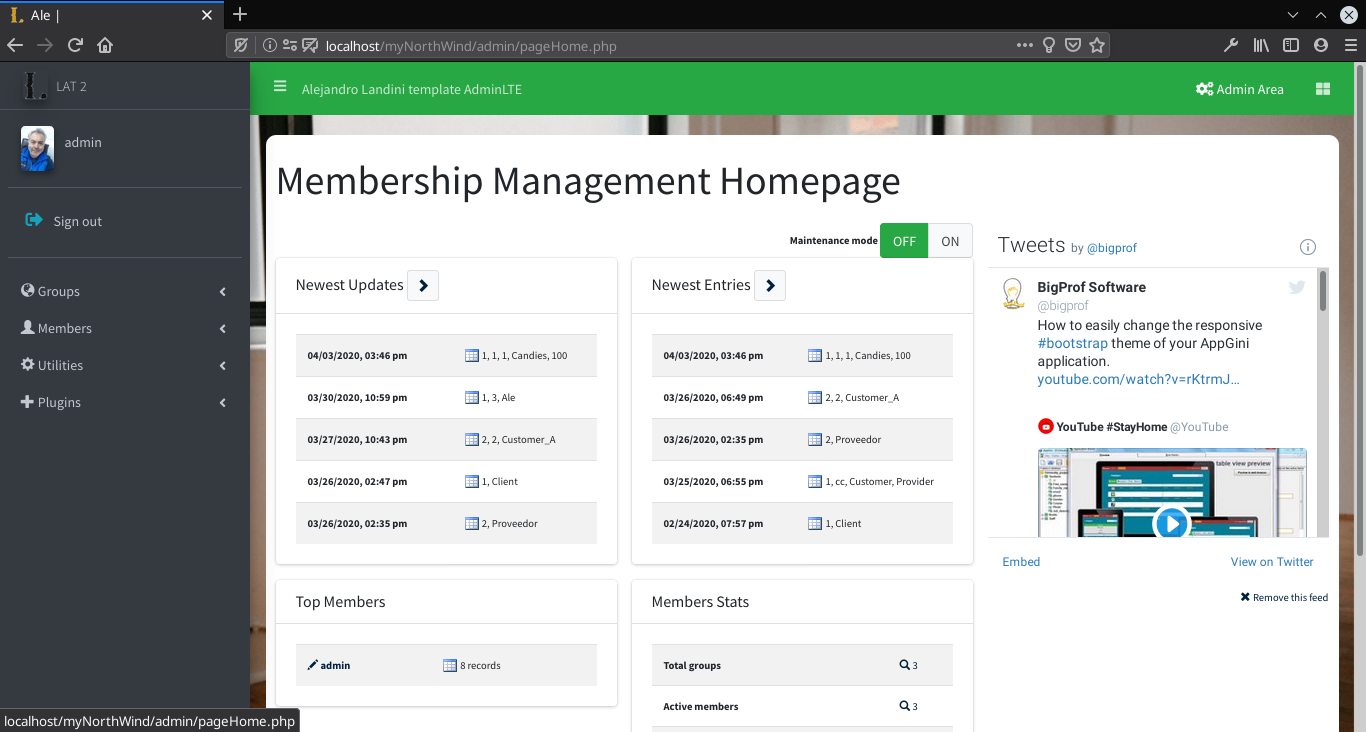 Ale |
localhost/myNorthWind/admin/pageHome.php
LAT 2
Alejandro Landini template AdminLTE
Admin Area
admin
Sign out
Groups
Members
Utilities
Plugins
Membership Management Homepage
Maintenance mode OFF ON
Newest Updates
04/03/2020, 03:46 pm 1, 1, 1, Candies, 100
03/30/2020, 10:59 pm 1, 3, Ale
03/27/2020, 10:43 pm 2, 2, Customer_A
03/26/2020, 02:47 pm 1, Client
03/26/2020, 02:35 pm 2, Proveedor
Newest Entries
04/03/2020, 03:46 pm 1, 1, 1, Candies, 100
03/26/2020, 06:49 pm 2, 2, Customer_A
03/26/2020, 02:35 pm 2, Proveedor
03/25/2020, 06:55 pm 1, cc, Customer, Provider
02/24/2020, 07:57 pm 1, Client
Top Members
admin 8 records
Members Stats
Total groups 3
Active members 3
Tweets by @bigprof
BigProf Software
@bigprof
How to easily change the responsive
#bootstrap theme of your AppGini
application.
youtube.com/watch?v=rKtrmJ…
YouTube #StayHome @YouTube
table view preview
Embed View on Twitter
Remove this feed
localhost/myNorthWind/admin/pageHome.php